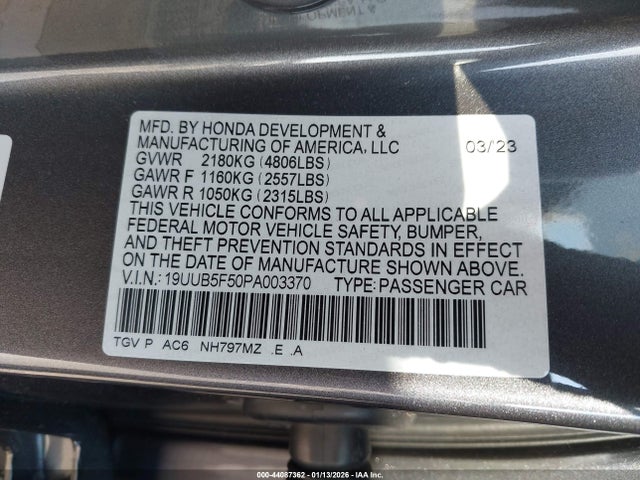 MFD. BY HONDA DEVELOPMENT &
MANUFACTURING OF AMERICA, LLC 03/23
GVWR 2180KG (4806LBS)
GAWR F 1160KG (2557LBS)
GAWR R 1050KG (2315LBS)
THIS VEHICLE CONFORMS TO ALL APPLICABLE
FEDERAL MOTOR VEHICLE SAFETY, BUMPER,
AND THEFT PREVENTION STANDARDS IN EFFECT
ON THE DATE OF MANUFACTURE SHOWN ABOVE.
V.I.N.: 19UUB5F50PA003370 TYPE: PASSENGER CAR
TGV P AC6 NH797MZ .E .A
000-44087362 - 01/13/2026 - IAAI.COM